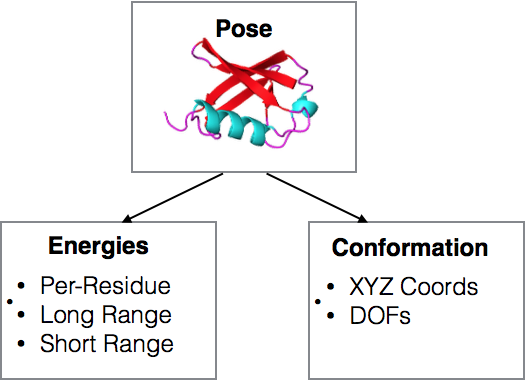 Pose
Energies
• Per-Residue
• Long Range
• Short Range
Conformation
• XYZ Coords
• DOFs